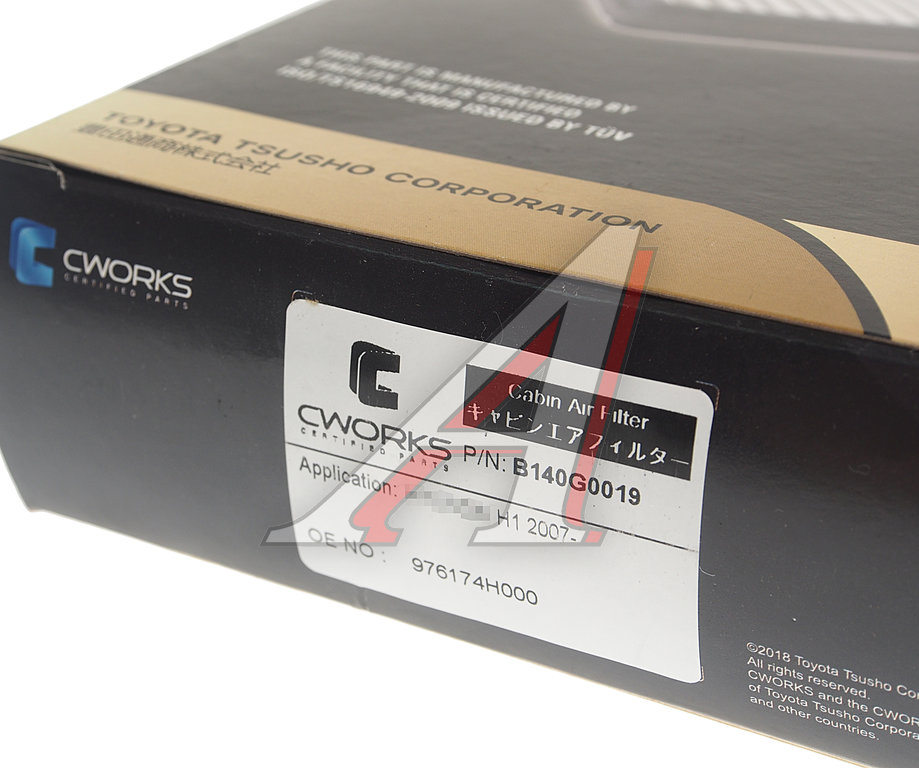 THIS PART IS MANUFACTURED BY
A FACILITY THAT IS CERTIFIED
ISO/TS16949-2009 ISSUED BY TÜV
TOYOTA TSUSHO CORPORATION
豊田通商株式会社
CWORKS
CERTIFIED PARTS
CWORKS
CERTIFIED PARTS
Cabin Air Filter
キャビンエアフィルター
P/N: B140G0019
Application: H1 2007-
OE NO : 976174H000
©2018 Toyota Tsusho
All rights reserved.
CWORKS and the
of Toyota Tsusho
and other countries.